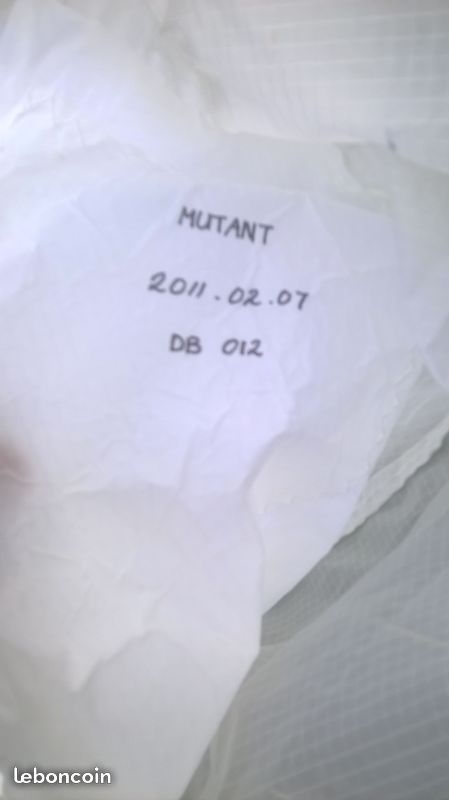 MUTANT
2011.02.07
DB 012
leboncoin